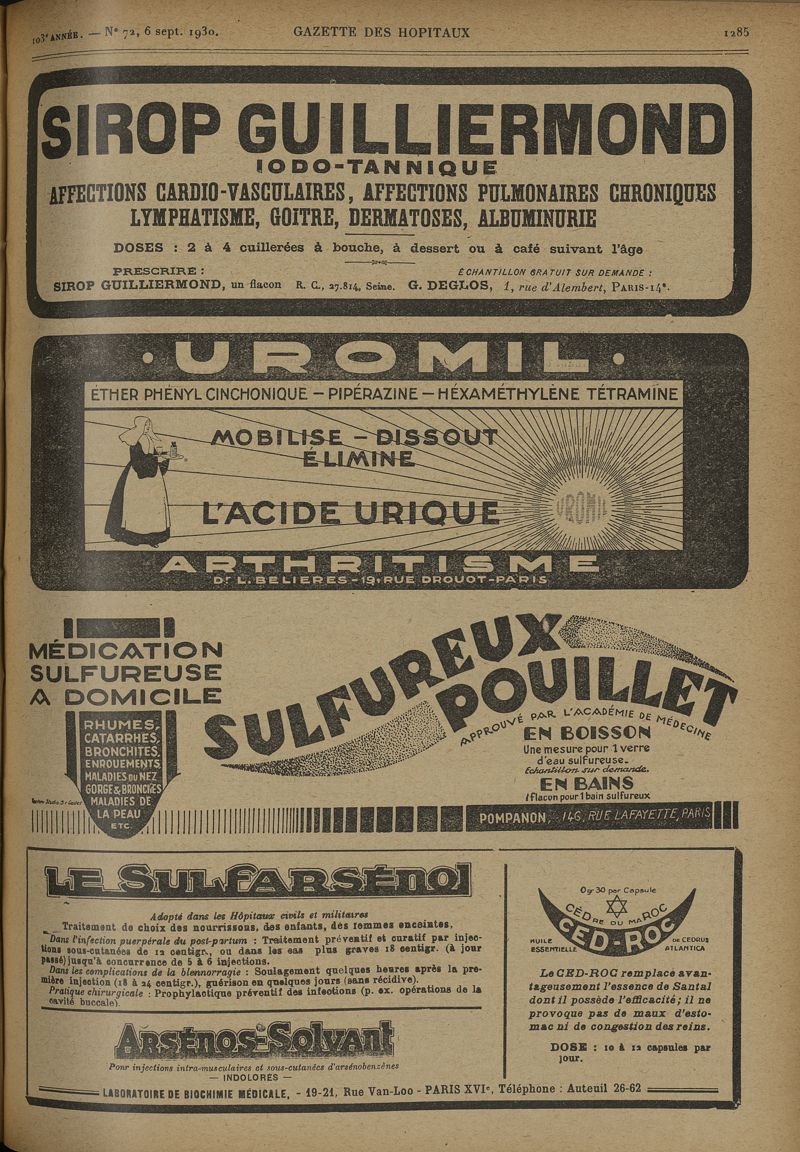 103e ANNÉE. — N° 72, 6 sept. 1930.
GAZETTE DES HOPITAUX
1285
SIROP GUILLIERMOND
IODO-TANNIQUE
AFFECTIONS CARDIO-VASCULAIRES, AFFECTIONS PULMONAIRES CHRONIQUES
LYMPHATISME, GOITRE, DERMATOSES, ALBUMINURIE
DOSES : 2 à 4 cuillerées à bouche, à dessert ou à café suivant l'âge
PRESCRIRE :
ÉCHANTILLON GRATUIT SUR DEMANDE :
SIROP GUILLIERMOND, un flacon R. C., 27.814, Seine. G. DEGLOS, 1, rue d'Alembert, PARIS-14e.
· UROMIL ·
ÉTHER PHÉNYL CINCHONIQUE — PIPÉRAZINE — HÉXAMÉTHYLÈNE TÉTRAMINE
MOBILISE — DISSOUT
ÉLIMINE
L'ACIDE URIQUE
UROMIL
ARTHRITISME
Dr L. BELIERES - 19, RUE DROUOT - PARIS
MÉDICATION
SULFUREUSE
A DOMICILE
RHUMES,
CATARRHES,
BRONCHITES,
ENROUEMENTS,
MALADIES DU NEZ
GORGE & BRONCHES
MALADIES DE
LA PEAU
ETC.
SULFUREUX
POUILLET
APPROUVÉ PAR L'ACADÉMIE DE MÉDECINE
EN BOISSON
Une mesure pour 1 verre
d'eau sulfureuse.
Echantillon sur demande.
EN BAINS
1 flacon pour 1 bain sulfureux
POMPANON, 146, RUE LAFAYETTE, PARIS
LE SULFARSÉNOL
Adopté dans les Hôpitaux civils et militaires
Traitement de choix des nourrissons, des enfants, des femmes enceintes.
Dans l'infection puerpérale du post-partum : Traitement préventif et curatif par injec-
tions sous-cutanées de 12 centigr., ou dans les cas plus graves 18 centigr. (à jour
passé) jusqu'à concurrence de 5 à 6 injections.
Dans les complications de la blennorragie : Soulagement quelques heures après la pre-
mière injection (18 à 24 centigr.), guérison en quelques jours (sans récidive).
Pratique chirurgicale : Prophylactique préventif des infections (p. ex. opérations de la
cavité buccale).
ARSÉNOS-SOLVANT
Pour injections intra-musculaires et sous-cutanées d'arsénobenzènes
— INDOLORES —
0gr30 par Capsule
CÈDRE DU MAROC
CED-ROC
HUILE
ESSENTIELLE
DE CEDRUS
ATLANTICA
Le CED-ROC remplace avan-
tageusement l'essence de Santal
dont il possède l'efficacité; il ne
provoque pas de maux d'esto-
mac ni de congestion des reins.
DOSE : 10 à 12 capsules par
jour.
LABORATOIRE DE BIOCHIMIE MÉDICALE, - 19-21, Rue Van-Loo - PARIS XVIe, Téléphone : Auteuil 26-62